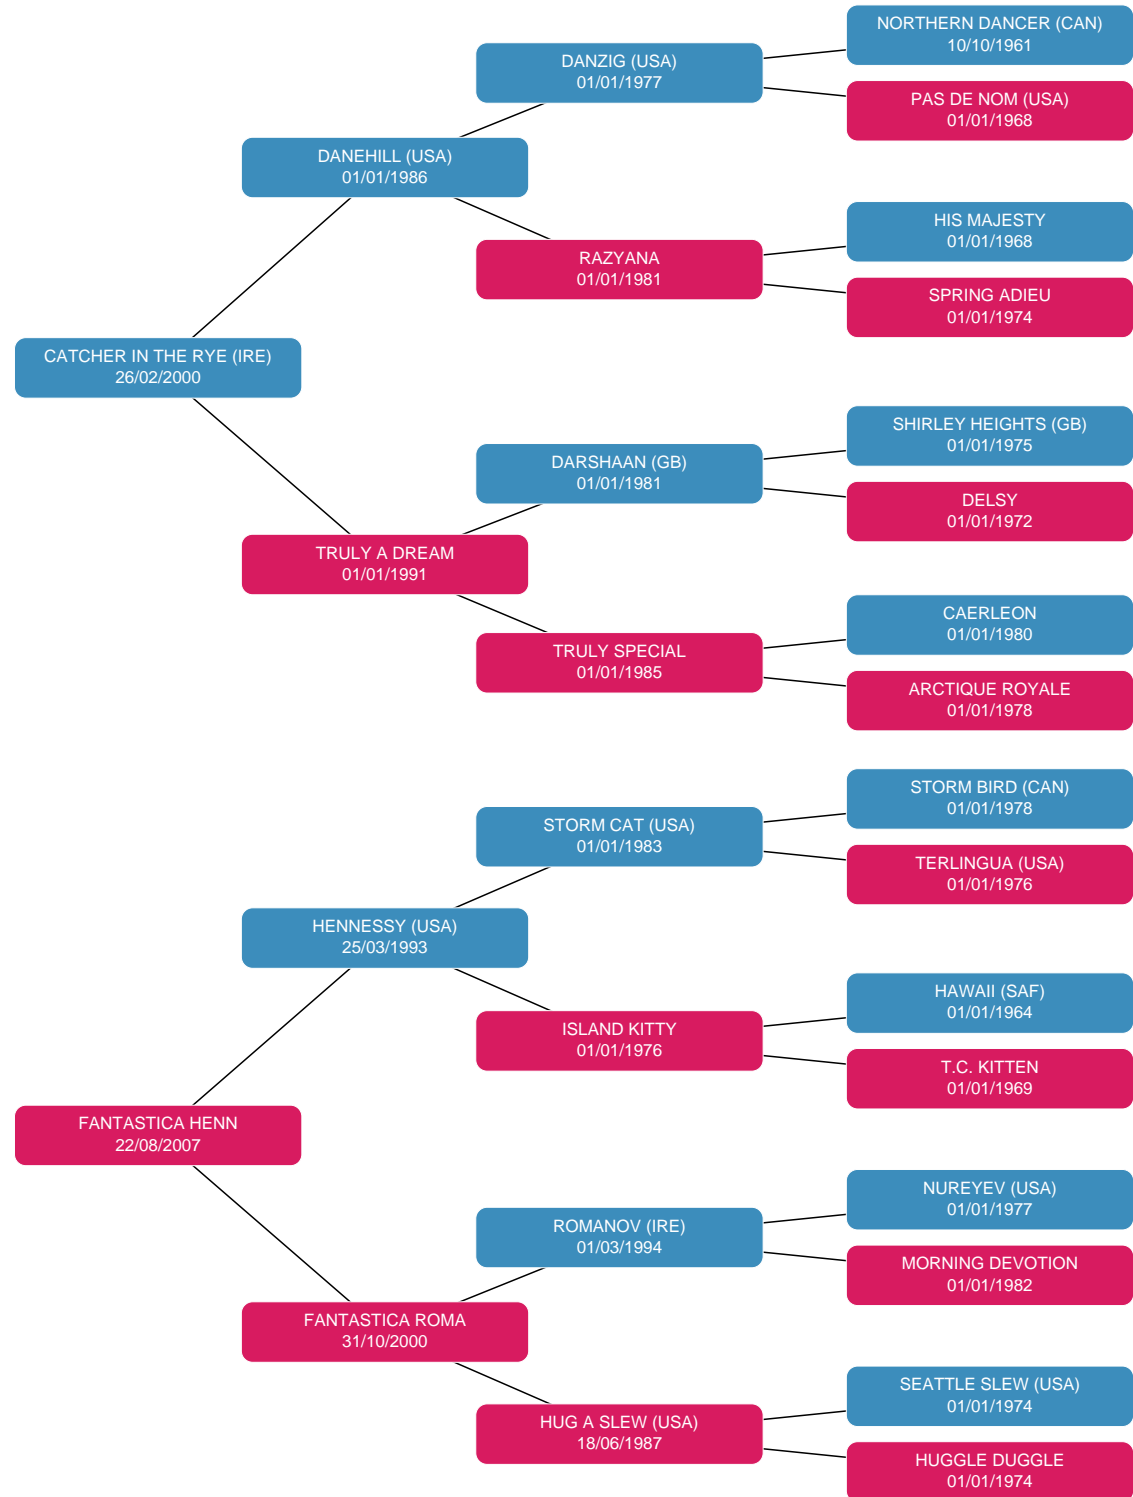 NORTHERN DANCER (CAN)
10/10/1961
DANZIG (USA)
01/01/1977
PAS DE NOM (USA)
01/01/1968
DANEHILL (USA)
01/01/1986
HIS MAJESTY
01/01/1968
RAZYANA
01/01/1981
SPRING ADIEU
01/01/1974
CATCHER IN THE RYE (IRE)
26/02/2000
SHIRLEY HEIGHTS (GB)
01/01/1975
DARSHAAN (GB)
01/01/1981
DELSY
01/01/1972
TRULY A DREAM
01/01/1991
CAERLEON
01/01/1980
TRULY SPECIAL
01/01/1985
ARCTIQUE ROYALE
01/01/1978
STORM BIRD (CAN)
01/01/1978
STORM CAT (USA)
01/01/1983
TERLINGUA (USA)
01/01/1976
HENNESSY (USA)
25/03/1993
HAWAII (SAF)
01/01/1964
ISLAND KITTY
01/01/1976
T.C. KITTEN
01/01/1969
FANTASTICA HENN
22/08/2007
NUREYEV (USA)
01/01/1977
ROMANOV (IRE)
01/03/1994
MORNING DEVOTION
01/01/1982
FANTASTICA ROMA
31/10/2000
SEATTLE SLEW (USA)
01/01/1974
HUG A SLEW (USA)
18/06/1987
HUGGLE DUGGLE
01/01/1974